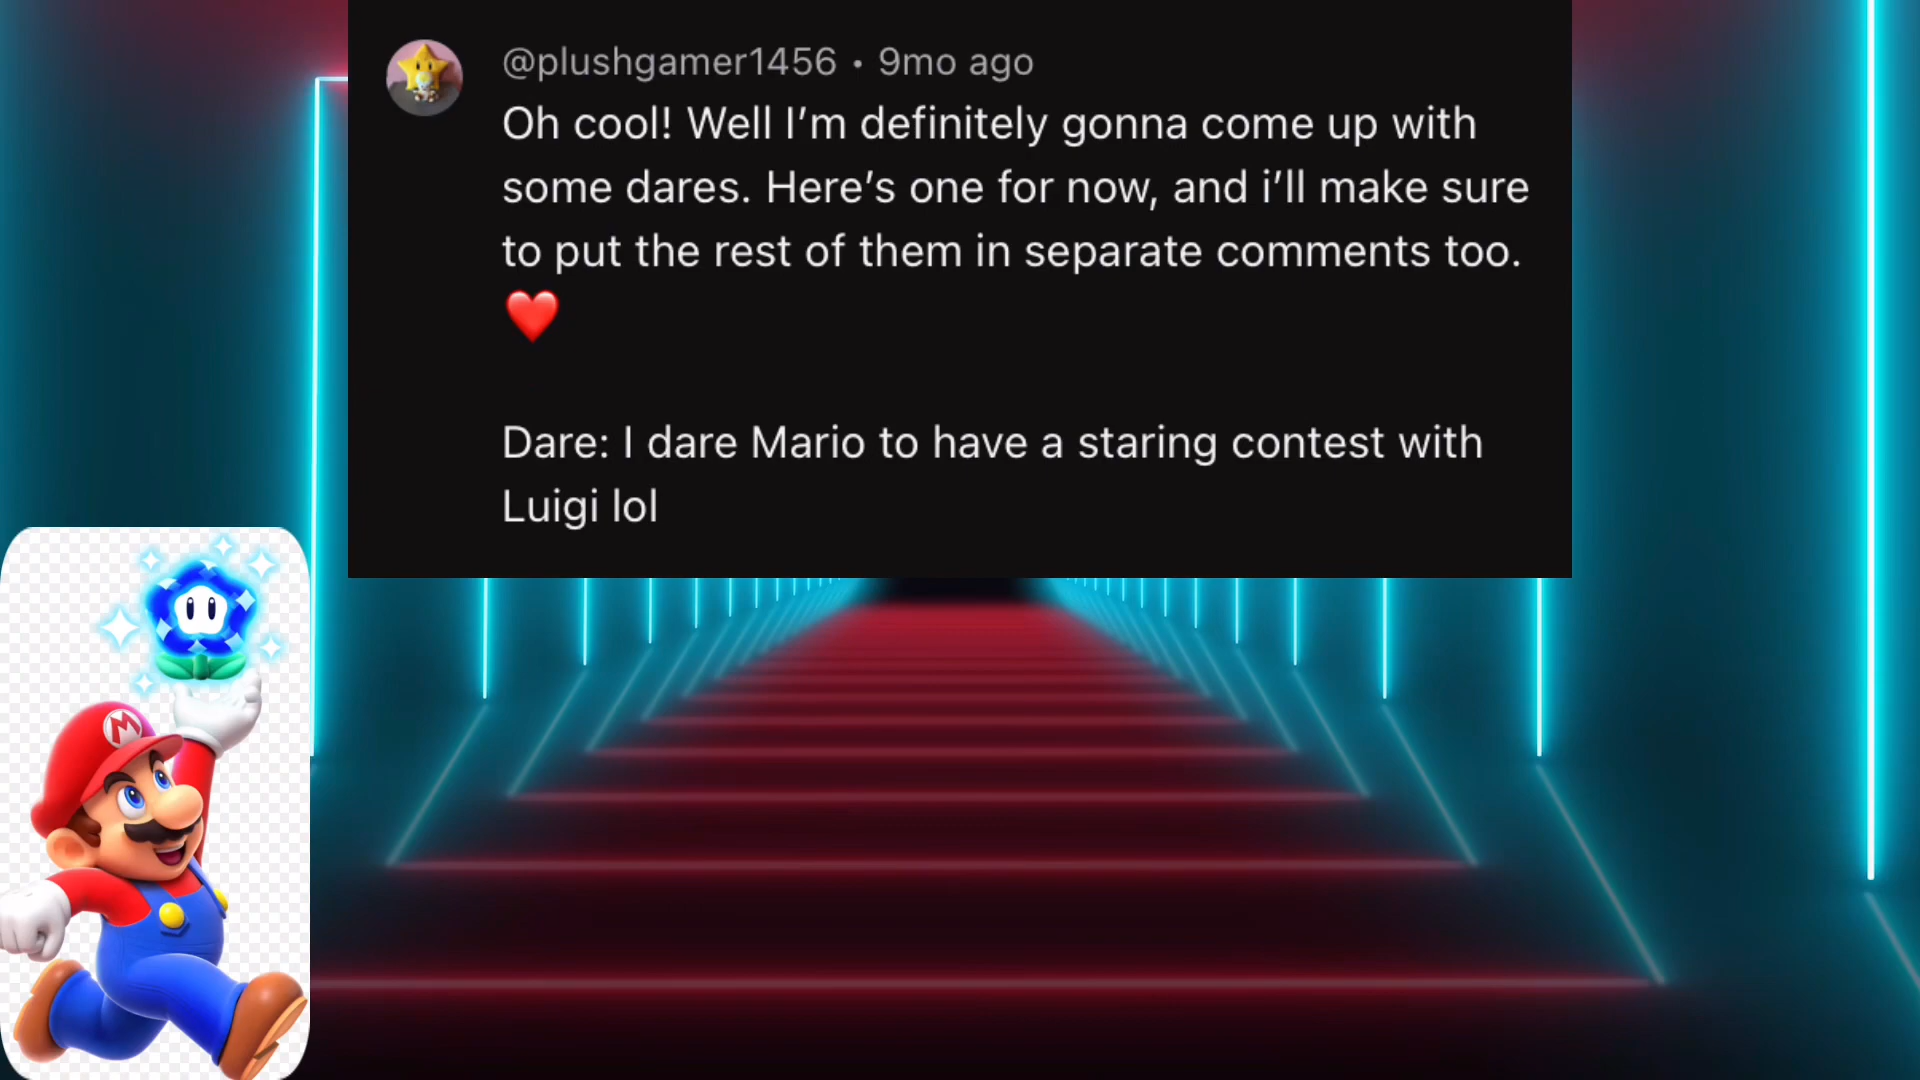 @plushgamer1456 • 9mo ago
Oh cool! Well I’m definitely gonna come up with
some dares. Here’s one for now, and i’ll make sure
to put the rest of them in separate comments too.
❤️
Dare: I dare Mario to have a staring contest with
Luigi lol
M